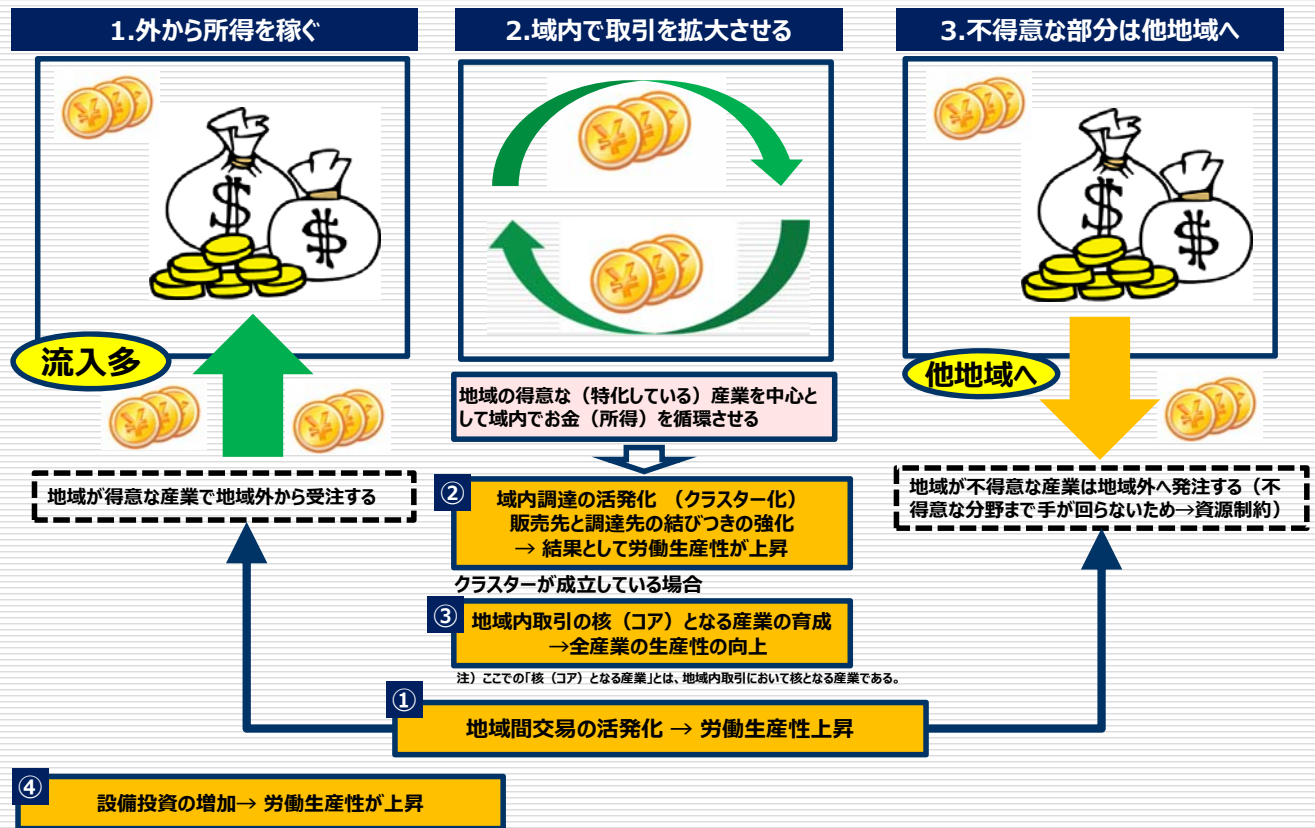 1.外から所得を稼ぐ
2.域内で取引を拡大させる
3.不得意な部分は他地域へ
流入多
他地域へ
地域が得意な産業で地域外から受注する
地域の得意な（特化している）産業を中心と
して域内でお金（所得）を循環させる
地域が不得意な産業は地域外へ発注する（不
得意な分野まで手が回らないため→資源制約）
②
域内調達の活発化 （クラスター化）
販売先と調達先の結びつきの強化
→ 結果として労働生産性が上昇
クラスターが成立している場合
③
地域内取引の核（コア）となる産業の育成
→全産業の生産性の向上
注）ここでの「核（コア）となる産業」とは、地域内取引において核となる産業である。
①
地域間交易の活発化 → 労働生産性上昇
④
設備投資の増加→ 労働生産性が上昇